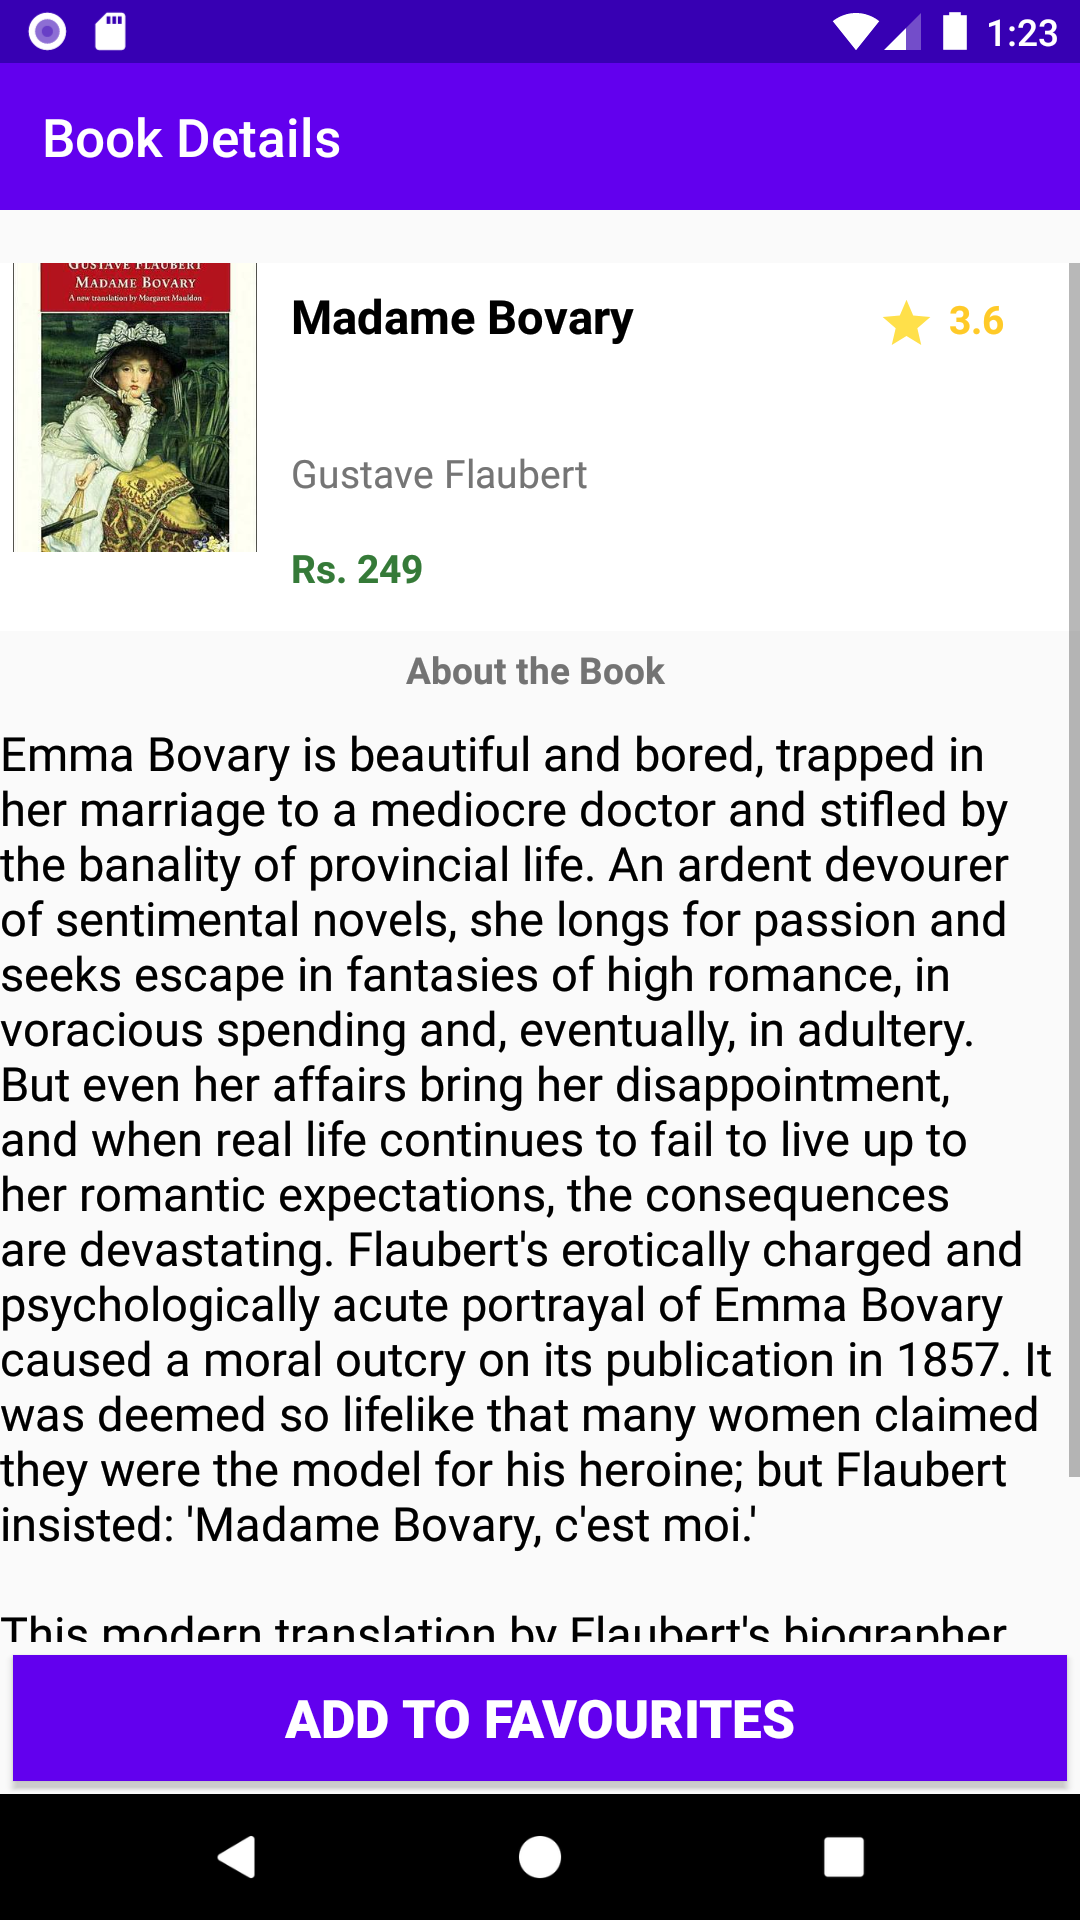 1:23
Book Details
GUSTAVE FLAUBERT
MADAME BOVARY
A new translation by Margaret Mauldon
Madame Bovary
3.6
Gustave Flaubert
Rs. 249
About the Book
Emma Bovary is beautiful and bored, trapped in
her marriage to a mediocre doctor and stifled by
the banality of provincial life. An ardent devourer
of sentimental novels, she longs for passion and
seeks escape in fantasies of high romance, in
voracious spending and, eventually, in adultery.
But even her affairs bring her disappointment,
and when real life continues to fail to live up to
her romantic expectations, the consequences
are devastating. Flaubert's erotically charged and
psychologically acute portrayal of Emma Bovary
caused a moral outcry on its publication in 1857. It
was deemed so lifelike that many women claimed
they were the model for his heroine; but Flaubert
insisted: 'Madame Bovary, c'est moi.'
This modern translation by Flaubert's biographer
ADD TO FAVOURITES